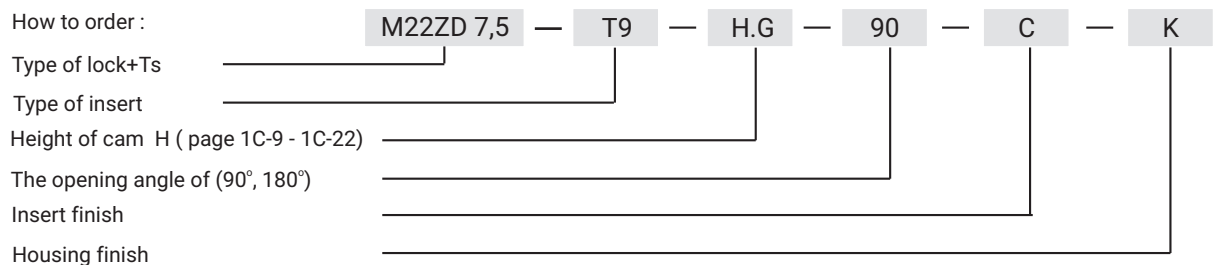 How to order :
M22ZD 7,5 — T9 — H.G — 90 — C — K
Type of lock+Ts
Type of insert
Height of cam H ( page 1C-9 - 1C-22)
The opening angle of (90°, 180°)
Insert finish
Housing finish